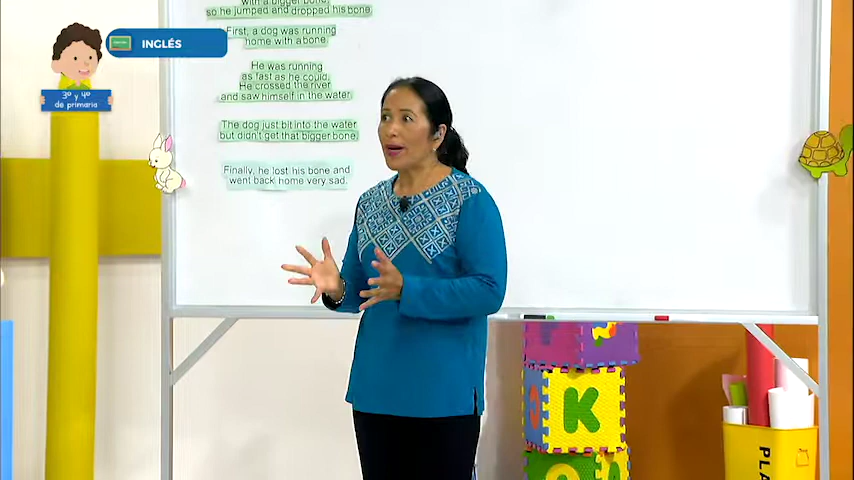 INGLÉS
3º y 4º
de primaria
with a bigger bone,
so he jumped and dropped his bone.
First, a dog was running
home with a bone.
He was running
as fast as he could.
He crossed the river
and saw himself in the water.
The dog just bit into the water
but didn't get that bigger bone.
Finally, he lost his bone and
went back home very sad.
K
PLA